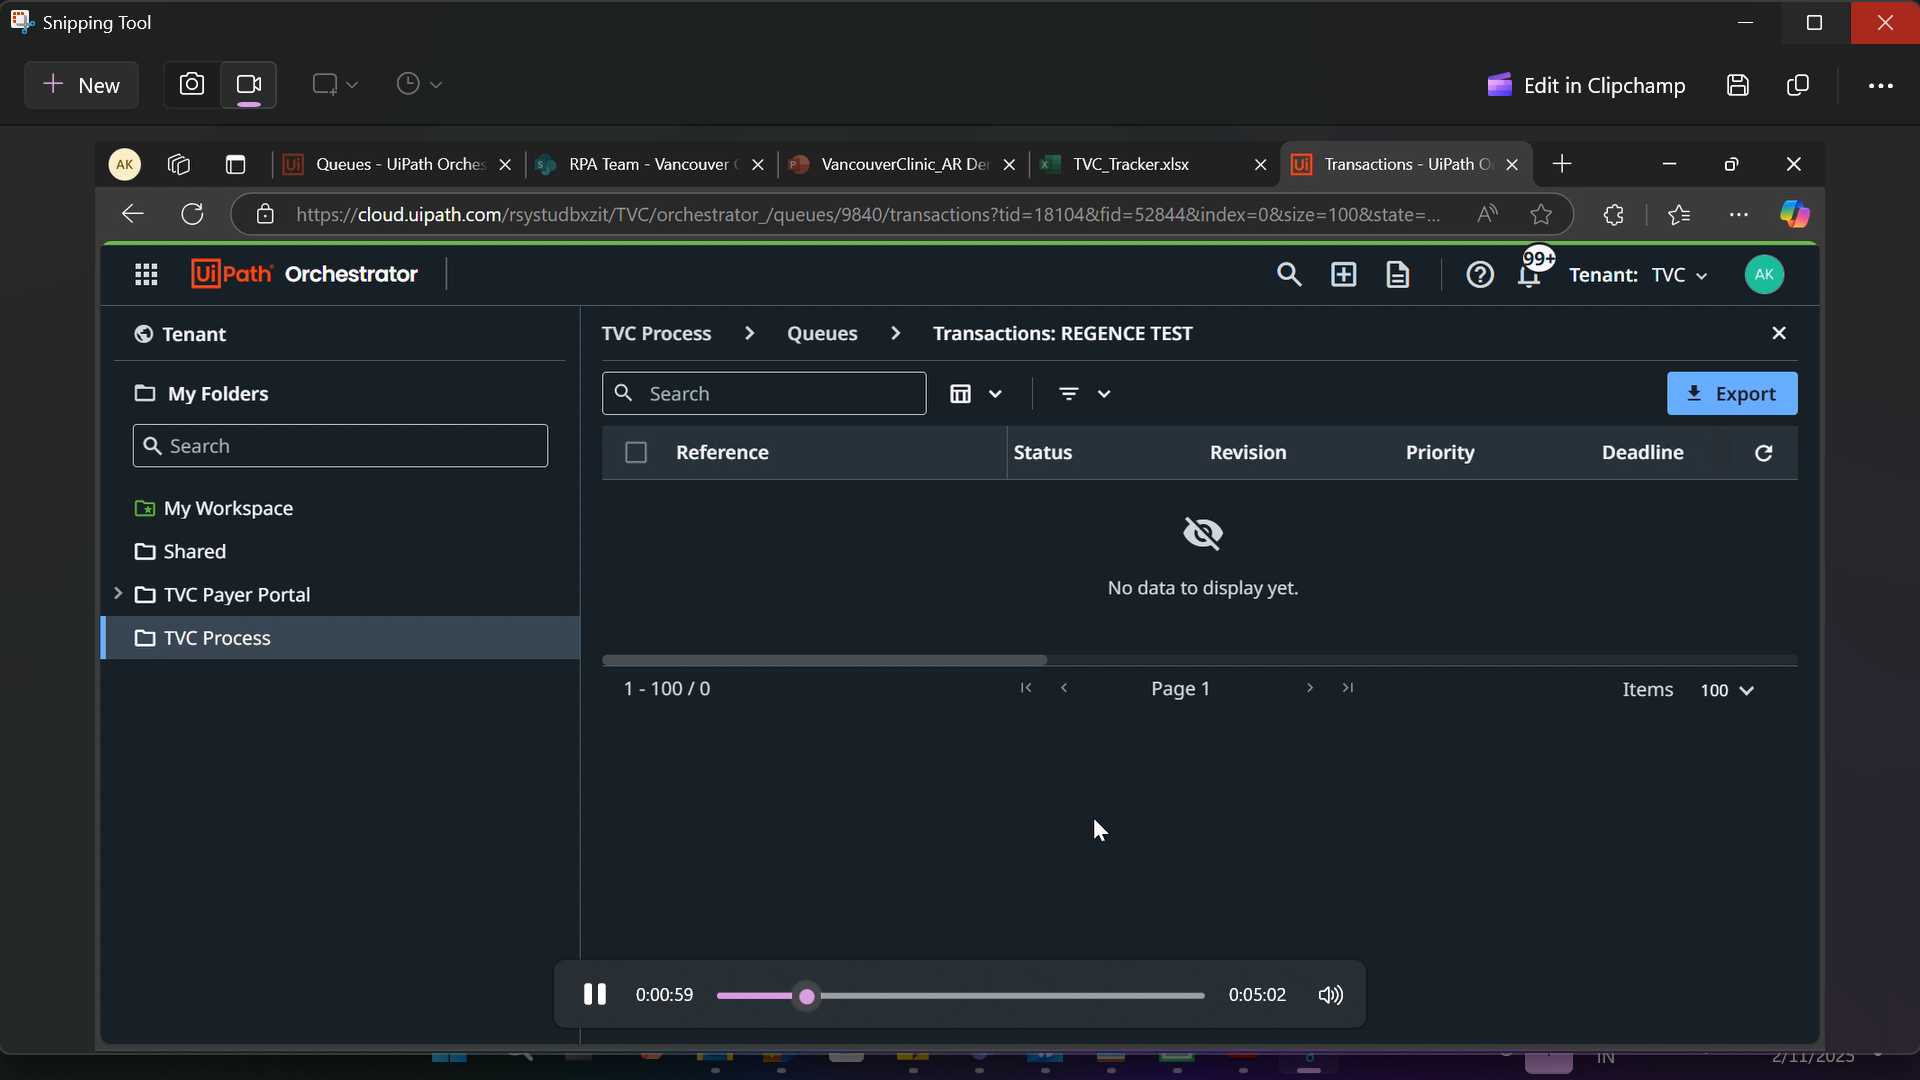 Snipping Tool
New
Edit in Clipchamp
AK
Queues - UiPath Orches
RPA Team - Vancouver
VancouverClinic_AR De
TVC_Tracker.xlsx
Transactions - UiPath O
https://cloud.uipath.com/rsystudbxzit/TVC/orchestrator_/queues/9840/transactions?tid=18104&fid=52844&index=0&size=100&state=...
UiPath Orchestrator
99+
Tenant: TVC
AK
Tenant
TVC Process > Queues > Transactions: REGENCE TEST
My Folders
Search
Export
Search
Reference Status Revision Priority Deadline
My Workspace
Shared
TVC Payer Portal
TVC Process
No data to display yet.
1 - 100 / 0
Page 1
Items 100
0:00:59
0:05:02
IN
2/11/2025